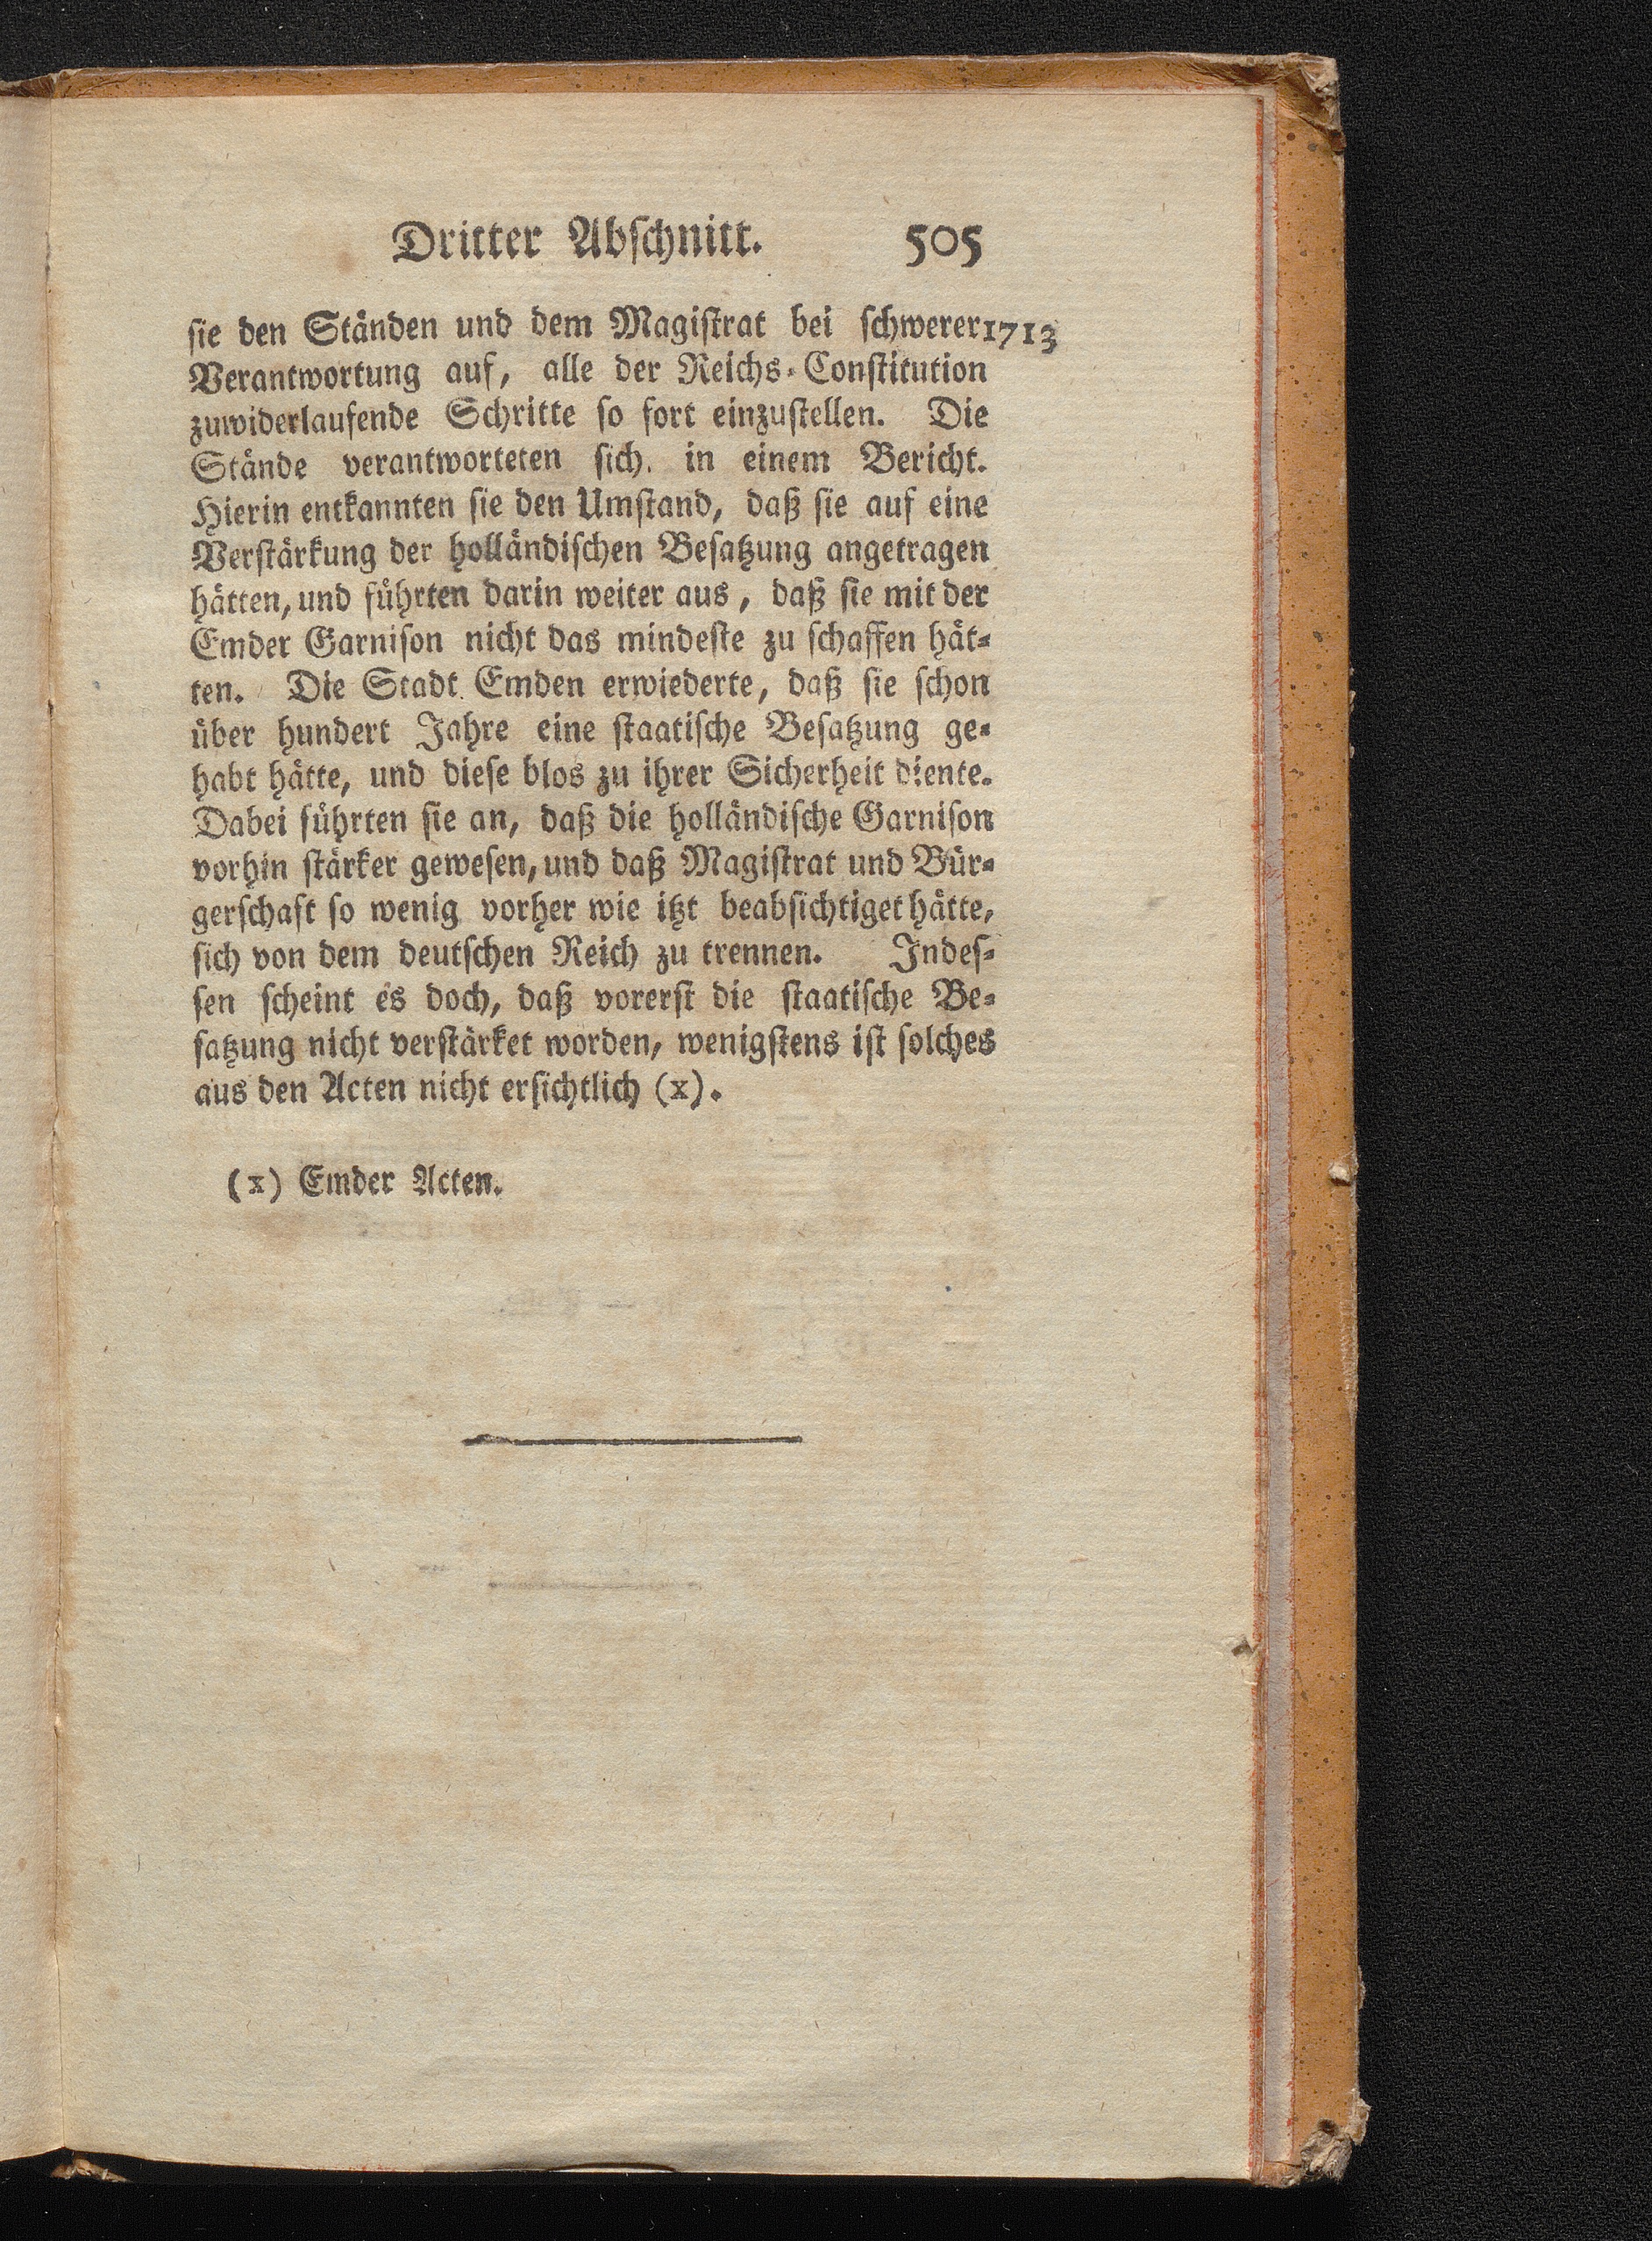 Dritter Abschnitt. 505
sie den Ständen und dem Magistrat bei schwerer 1713
Verantwortung auf, alle der Reichs-Constitution
zuwiderlaufende Schritte so fort einzustellen. Die
Stände verantworteten sich. in einem Bericht.
Hierin entkannten sie den Umstand, daß sie auf eine
Verstärkung der holländischen Besatzung angetragen
hätten, und führten darin weiter aus, daß sie mit der
Emder Garnison nicht das mindeste zu schaffen hät-
ten. Die Stadt Emden erwiederte, daß sie schon
über hundert Jahre eine staatische Besatzung ge-
habt hätte, und diese blos zu ihrer Sicherheit diente.
Dabei führten sie an, daß die holländische Garnison
vorhin stärker gewesen, und daß Magistrat und Bür-
gerschaft so wenig vorher wie itzt beabsichtiget hätte,
sich von dem deutschen Reich zu trennen. Indes-
sen scheint es doch, daß vorerst die staatische Be-
satzung nicht verstärket worden, wenigstens ist solches
aus den Acten nicht ersichtlich (x).
(x) Emder Acten.